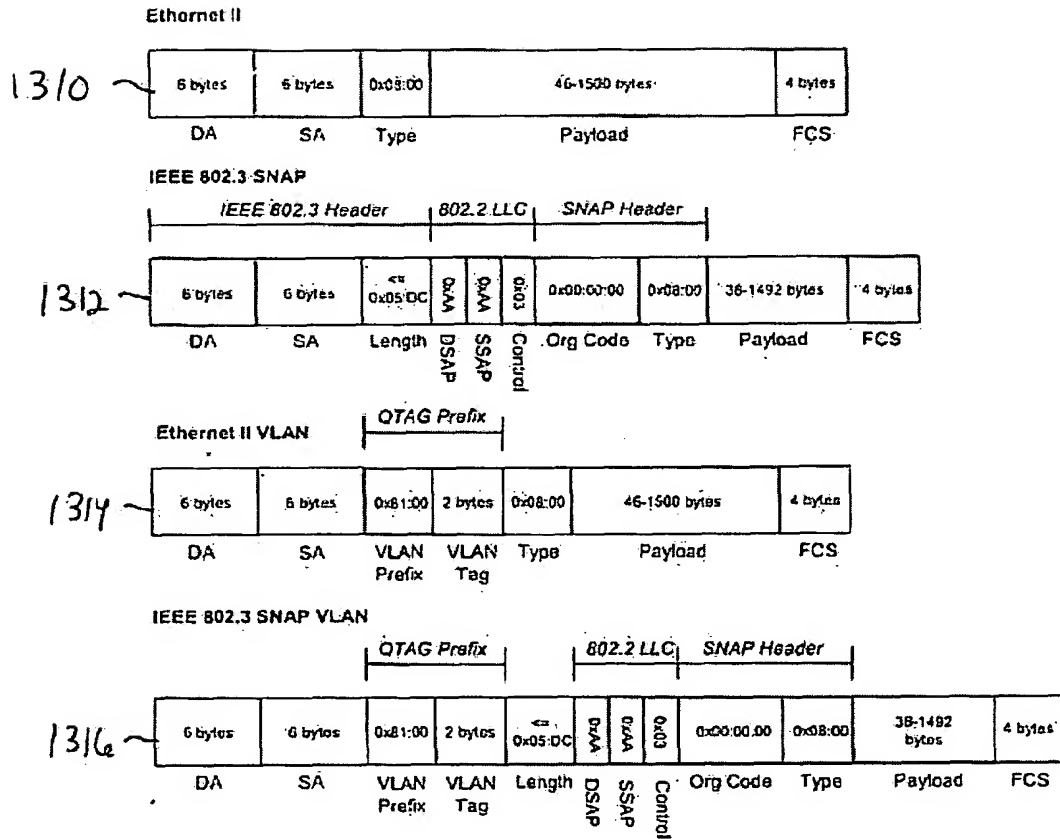 Ethernet II
1310
6 bytes 6 bytes 0x08:00 46-1500 bytes 4 bytes
DA SA Type Payload FCS
IEEE 802.3 SNAP
IEEE 802.3 Header 802.2 LLC SNAP Header
1312
6 bytes 6 bytes <= 0x05:DC 0xAA 0xAA 0x03 0x00:00:00 0x08:00 38-1492 bytes 4 bytes
DA SA Length DSAP SSAP Control Org Code Type Payload FCS
QTAG Prefix
Ethernet II VLAN
1314
6 bytes 6 bytes 0x81:00 2 bytes 0x08:00 46-1500 bytes 4 bytes
DA SA VLAN Prefix VLAN Tag Type Payload FCS
IEEE 802.3 SNAP VLAN
QTAG Prefix 802.2 LLC SNAP Header
1316
6 bytes 6 bytes 0x81:00 2 bytes <= 0x05:DC 0xAA 0xAA 0x03 0x00:00:00 0x08:00 38-1492 bytes 4 bytes
DA SA VLAN Prefix VLAN Tag Length DSAP SSAP Control Org Code Type Payload FCS